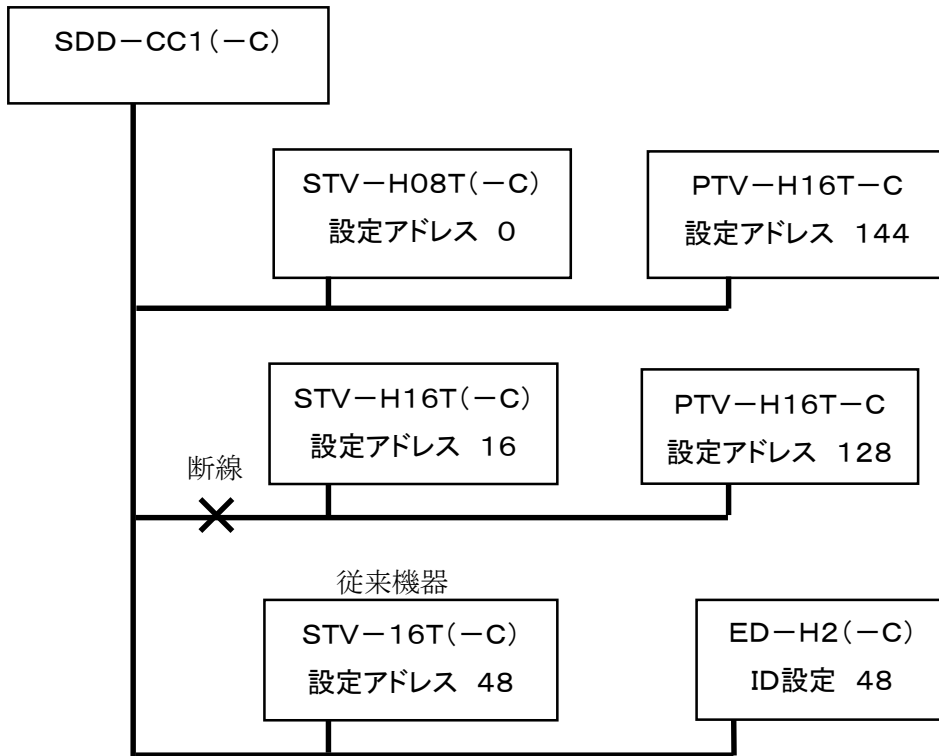 SDD－CC1（－C）
STV－H08T（－C）
設定アドレス　0
PTV－H16T－C
設定アドレス　144
STV－H16T（－C）
設定アドレス　16
PTV－H16T－C
設定アドレス　128
断線
従来機器
STV－16T（－C）
設定アドレス　48
ED－H2（－C）
ID設定　48